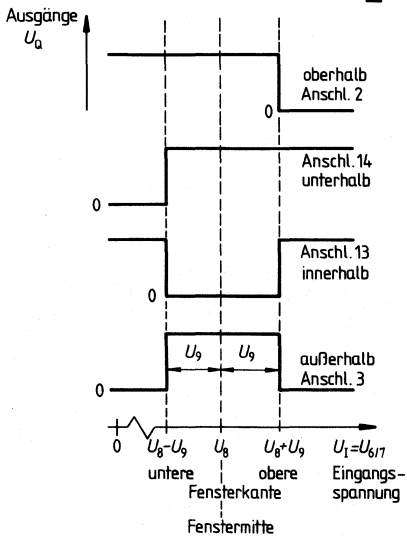 Ausgänge
U_Q
oberhalb
Anschl. 2
0
Anschl. 14
unterhalb
0
Anschl. 13
innerhalb
0
U_9 U_9
außerhalb
Anschl. 3
0
0 U_8-U_9 U_8 U_8+U_9 U_I=U_6/7
untere obere Eingangs-
Fensterkante spannung
Fenstermitte